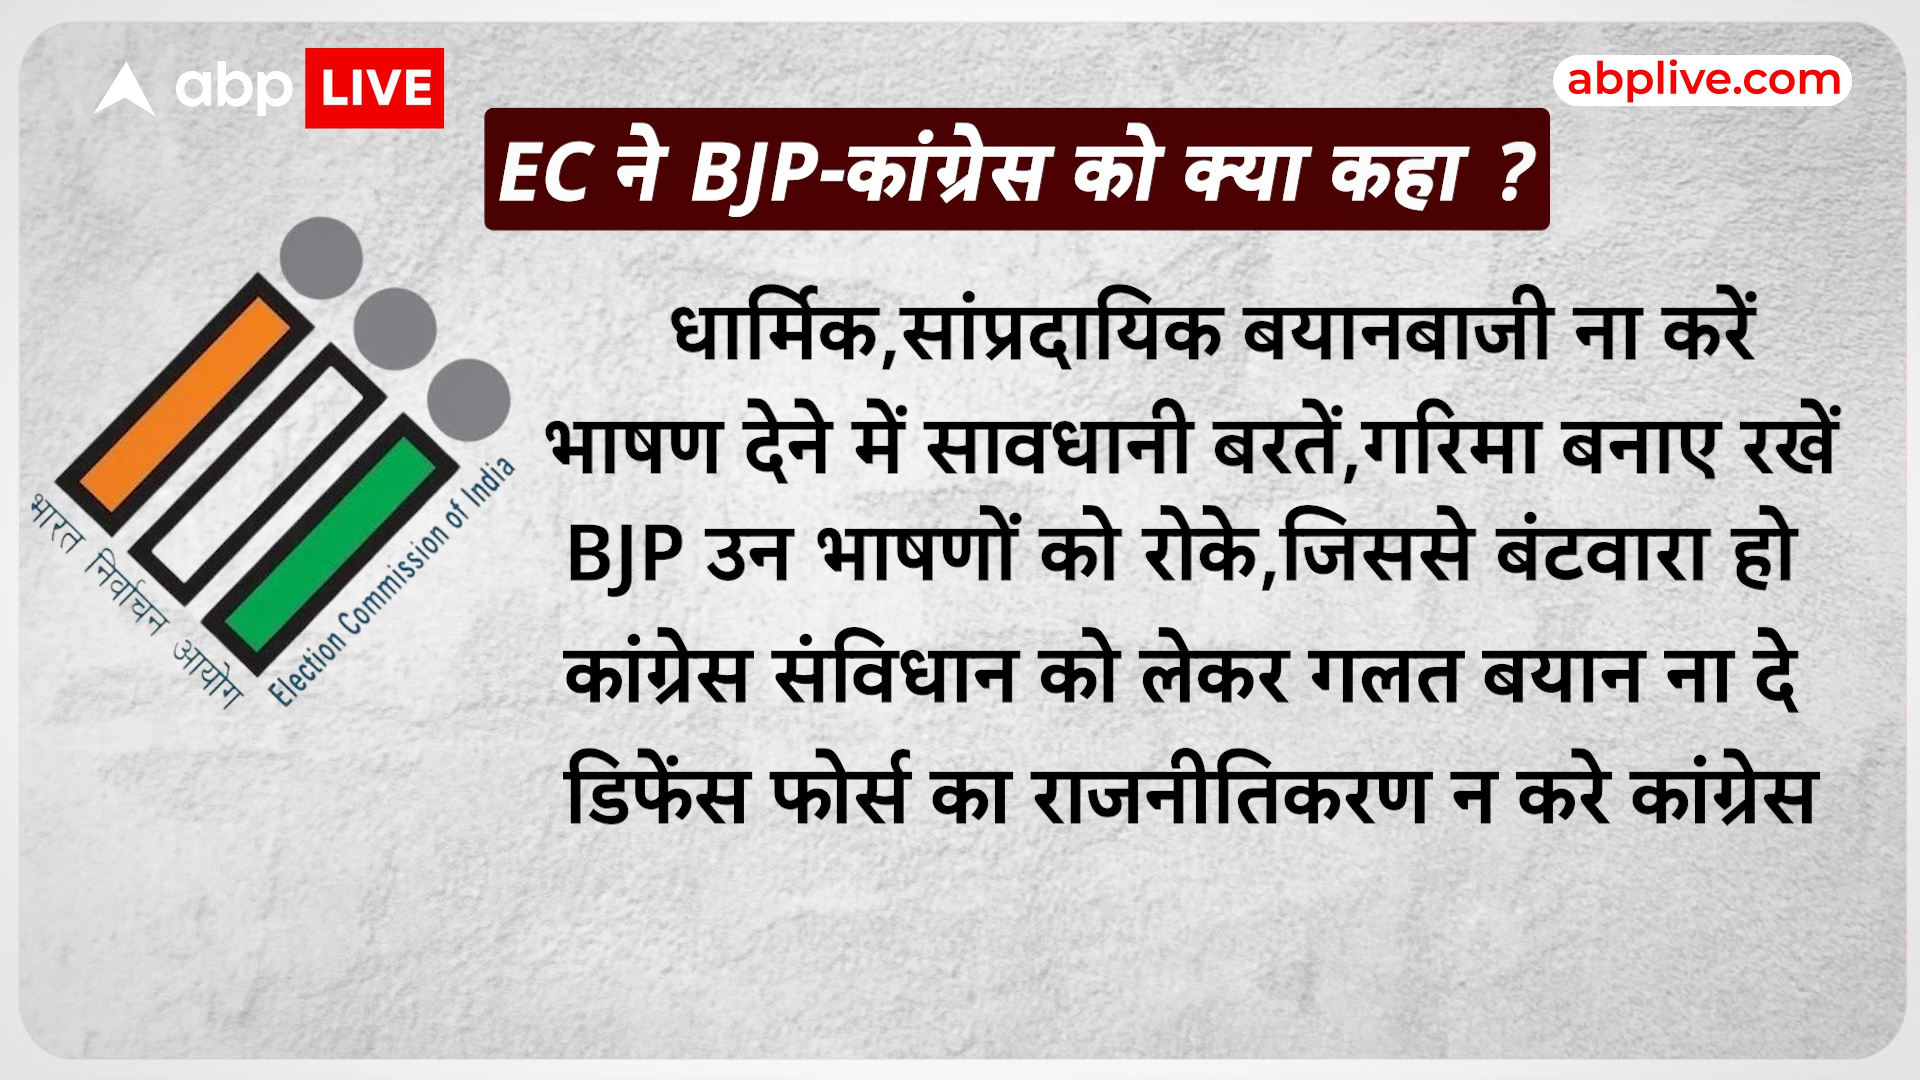 abp LIVE
abplive.com
EC ने BJP-कांग्रेस को क्या कहा ?
धार्मिक,सांप्रदायिक बयानबाजी ना करें
भाषण देने में सावधानी बरतें,गरिमा बनाए रखें
BJP उन भाषणों को रोके,जिससे बंटवारा हो
कांग्रेस संविधान को लेकर गलत बयान ना दे
डिफेंस फोर्स का राजनीतिकरण न करे कांग्रेस
भारत निर्वाचन आयोग
Election Commission of India